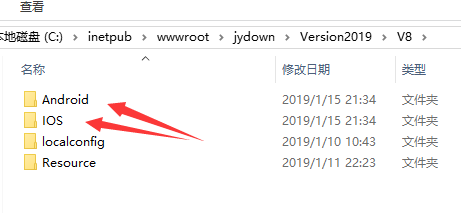 查看
本地磁盘 (C:) > inetpub > wwwroot > jydown > Version2019 > V8 >
名称 修改日期 类型
Android 2019/1/15 21:34 文件夹
IOS 2019/1/15 21:34 文件夹
localconfig 2019/1/10 10:43 文件夹
Resource 2019/1/11 22:23 文件夹